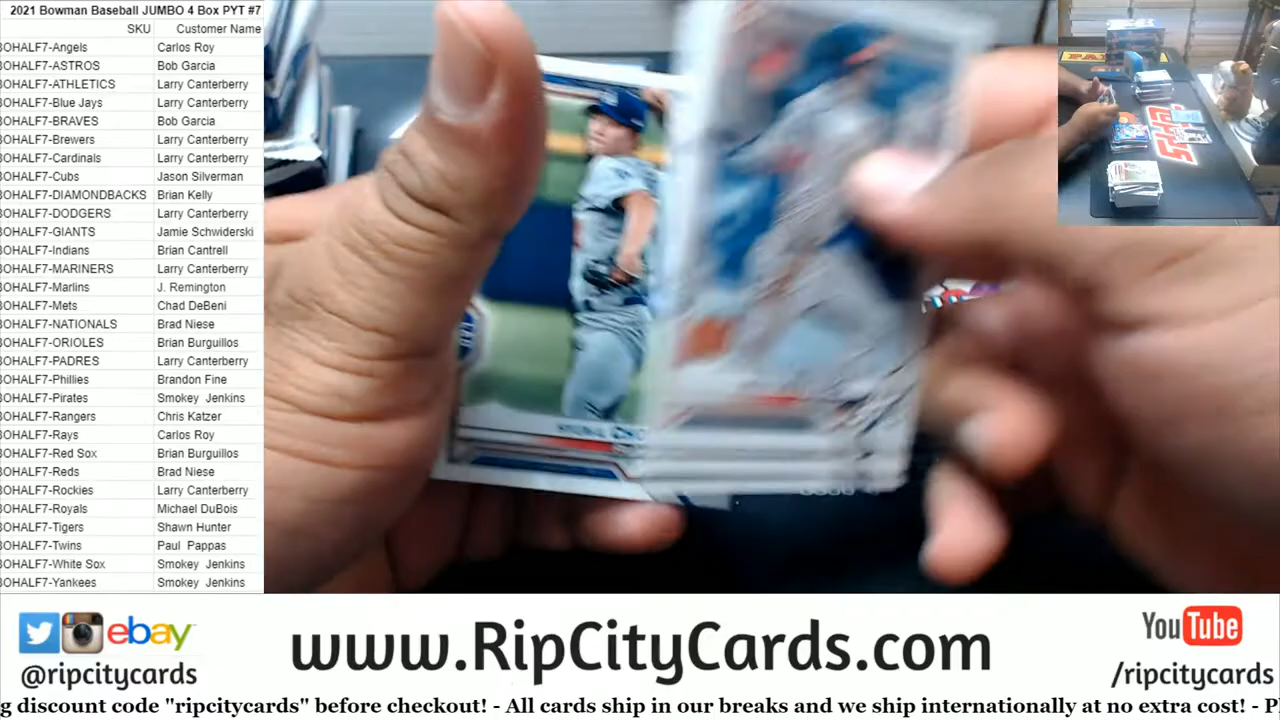 2021 Bowman Baseball JUMBO 4 Box PYT #7
SKU Customer Name
BOHALF7-Angels Carlos Roy
BOHALF7-ASTROS Bob Garcia
BOHALF7-ATHLETICS Larry Canterberry
BOHALF7-Blue Jays Larry Canterberry
BOHALF7-BRAVES Bob Garcia
BOHALF7-Brewers Larry Canterberry
BOHALF7-Cardinals Larry Canterberry
BOHALF7-Cubs Jason Silverman
BOHALF7-DIAMONDBACKS Brian Kelly
BOHALF7-DODGERS Larry Canterberry
BOHALF7-GIANTS Jamie Schwiderski
BOHALF7-Indians Brian Cantrell
BOHALF7-MARINERS Larry Canterberry
BOHALF7-Marlins J. Remington
BOHALF7-Mets Chad DeBeni
BOHALF7-NATIONALS Brad Niese
BOHALF7-ORIOLES Brian Burguillos
BOHALF7-PADRES Larry Canterberry
BOHALF7-Phillies Brandon Fine
BOHALF7-Pirates Smokey Jenkins
BOHALF7-Rangers Chris Katzer
BOHALF7-Rays Carlos Roy
BOHALF7-Red Sox Brian Burguillos
BOHALF7-Reds Brad Niese
BOHALF7-Rockies Larry Canterberry
BOHALF7-Royals Michael DuBois
BOHALF7-Tigers Shawn Hunter
BOHALF7-Twins Paul Pappas
BOHALF7-White Sox Smokey Jenkins
BOHALF7-Yankees Smokey Jenkins
ebay
@ripcitycards
www.RipCityCards.com
YouTube
/ripcitycards
g discount code "ripcitycards" before checkout! - All cards ship in our breaks and we ship internationally at no extra cost! - P